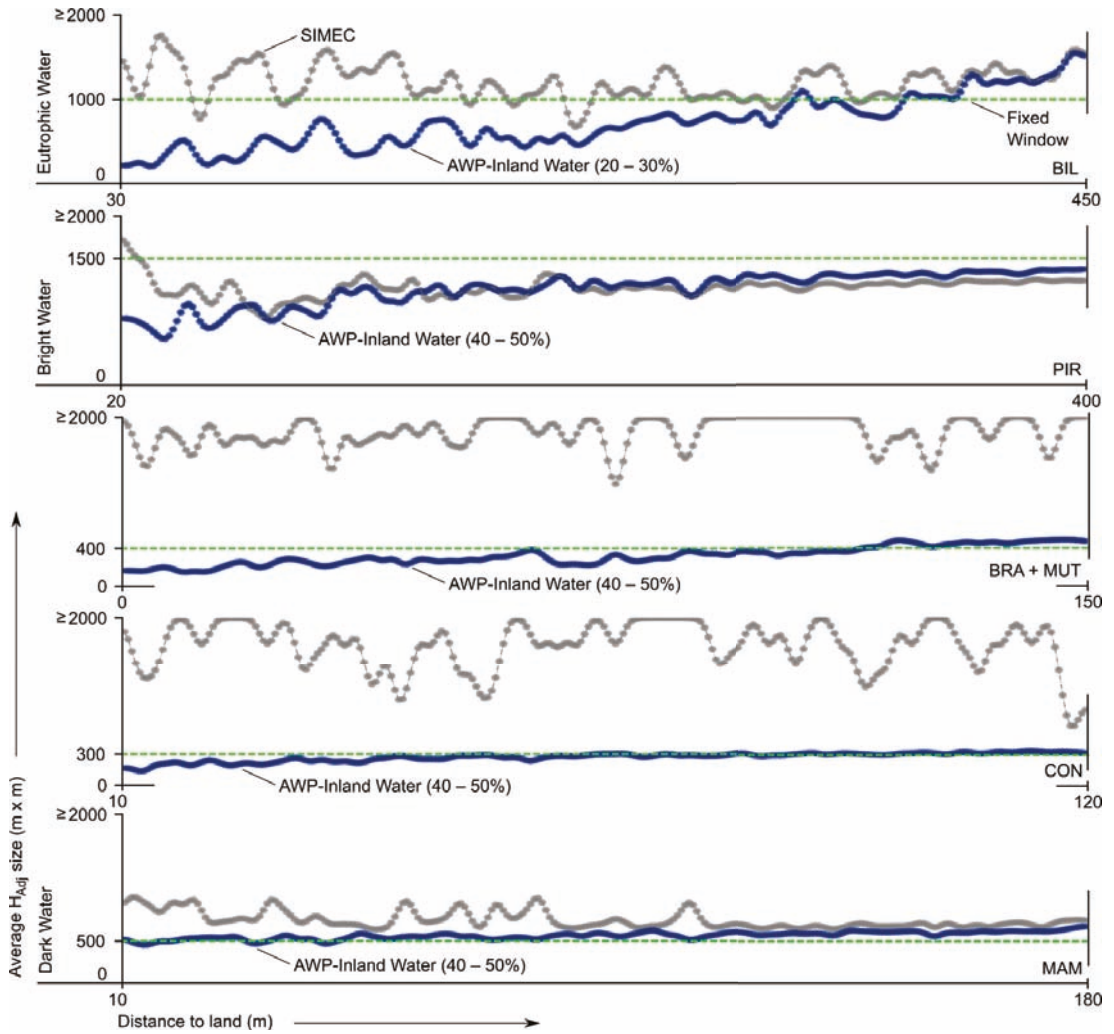 ≥2000
SIMEC
1000
Fixed
Window
AWP-Inland Water (20 – 30%)
0
BIL
30
450
Eutrophic Water
≥2000
1500
AWP-Inland Water (40 – 50%)
0
PIR
20
400
Bright Water
≥2000
400
AWP-Inland Water (40 – 50%)
0
BRA + MUT
0
150
≥2000
300
AWP-Inland Water (40 – 50%)
0
CON
10
120
≥2000
500
AWP-Inland Water (40 – 50%)
0
MAM
10
180
Dark Water
Average HAdj size (m x m)
Distance to land (m)